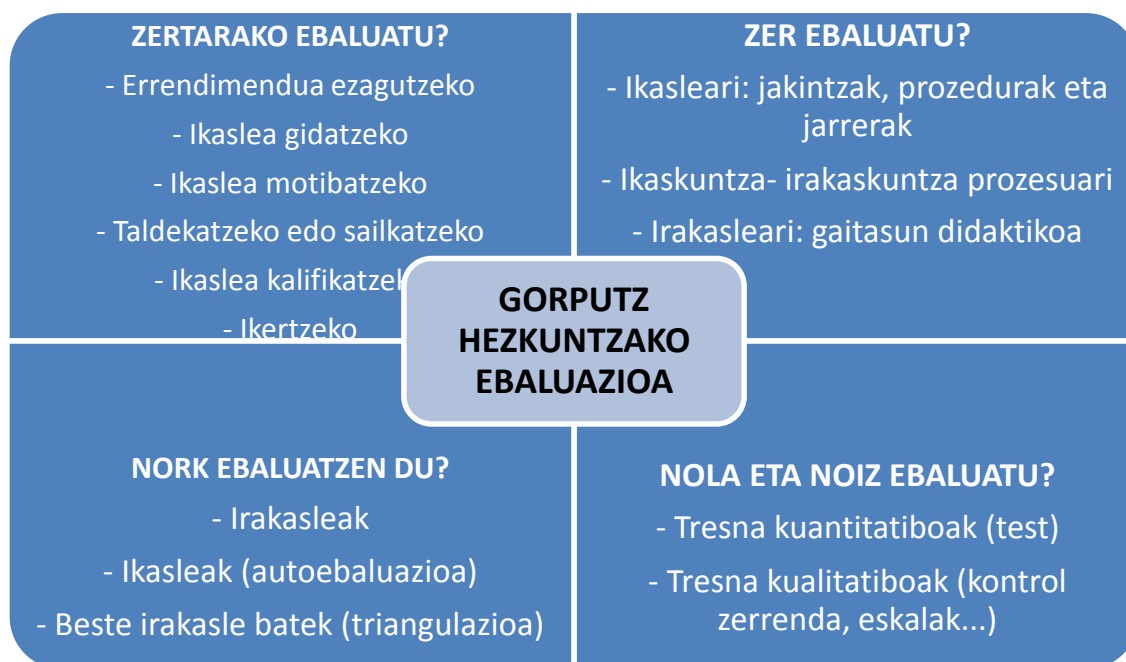 ZERTARAKO EBALUATU?
- Errendimendua ezagutzeko
- Ikaslea gidatzeko
- Ikaslea motibatzeko
- Taldekatzeko edo sailkatzeko
- Ikaslea kalifikatzek
- Ikertzeko
ZER EBALUATU?
- Ikasleari: jakintzak, prozedurak eta
jarrerak
- Ikaskuntza- irakaskuntza prozesuari
- Irakasleari: gaitasun didaktikoa
GORPUTZ
HEZKUNTZAKO
EBALUAZIOA
NORK EBALUATZEN DU?
- Irakasleak
- Ikasleak (autoebaluazioa)
- Beste irakasle batek (triangulazioa)
NOLA ETA NOIZ EBALUATU?
- Tresna kuantitatiboak (test)
- Tresna kualitatiboak (kontrol
zerrenda, eskalak...)